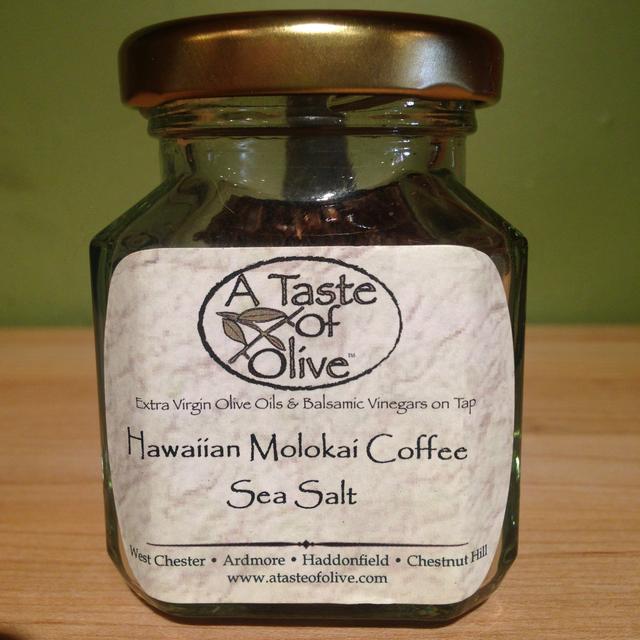 A Taste
of
Olive™
Extra Virgin Olive Oils & Balsamic Vinegars on Tap
Hawaiian Molokai Coffee
Sea Salt
West Chester • Ardmore • Haddonfield • Chestnut Hill
www.atasteofolive.com